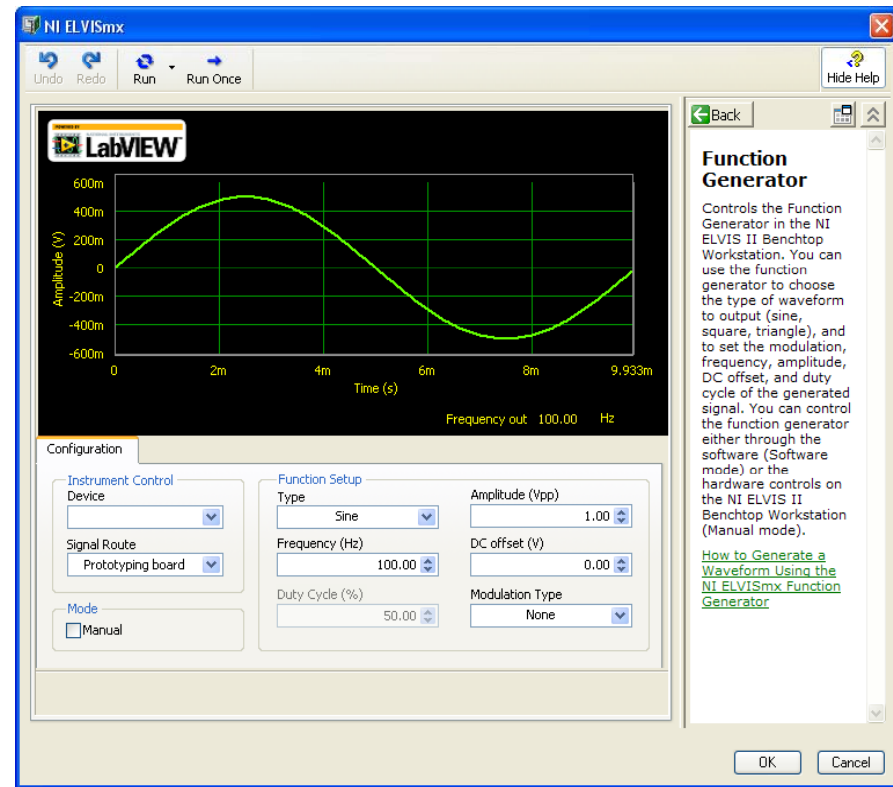 NI ELVISmx
Undo Redo Run Run Once
Hide Help
LabVIEW
600m
400m
200m
0
-200m
-400m
-600m
Amplitude (V)
0 2m 4m 6m 8m 9.933m
Time (s)
Frequency out 100.00 Hz
Configuration
Instrument Control
Device
Signal Route
Prototyping board
Mode
Manual
Function Setup
Type
Sine
Frequency (Hz)
100.00
Duty Cycle (%)
50.00
Amplitude (Vpp)
1.00
DC offset (V)
0.00
Modulation Type
None
Back
Function
Generator
Controls the Function
Generator in the NI
ELVIS II Benchtop
Workstation. You can
use the function
generator to choose
the type of waveform
to output (sine,
square, triangle), and
to set the modulation,
frequency, amplitude,
DC offset, and duty
cycle of the generated
signal. You can control
the function generator
either through the
software (Software
mode) or the
hardware controls on
the NI ELVIS II
Benchtop Workstation
(Manual mode).
How to Generate a
Waveform Using the
NI ELVISmx Function
Generator
OK Cancel